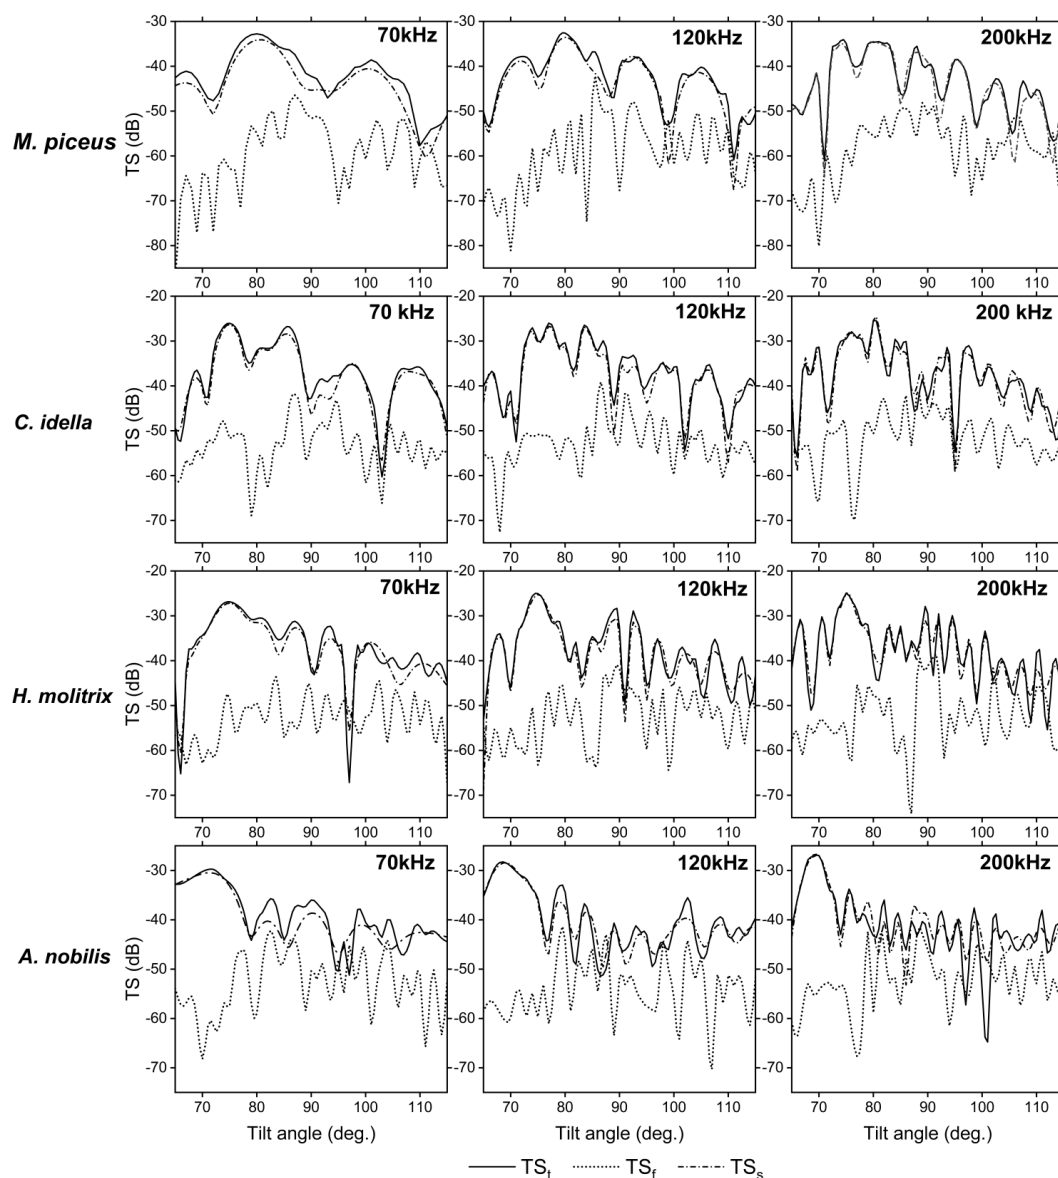 70kHz 120kHz 200kHz
-30 -30 -30
-40 -40 -40
-50 -50 -50
-60 -60 -60
-70 -70 -70
-80 -80 -80
M. piceus
TS (dB)
70 80 90 100 110 70 80 90 100 110 70 80 90 100 110
70 kHz 120kHz 200 kHz
-20 -20 -20
-30 -30 -30
-40 -40 -40
-50 -50 -50
-60 -60 -60
-70 -70 -70
C. idella
TS (dB)
70 80 90 100 110 70 80 90 100 110 70 80 90 100 110
70kHz 120kHz 200kHz
-20 -20 -20
-30 -30 -30
-40 -40 -40
-50 -50 -50
-60 -60 -60
-70 -70 -70
H. molitrix
TS (dB)
70 80 90 100 110 70 80 90 100 110 70 80 90 100 110
70kHz 120kHz 200kHz
-30 -30 -30
-40 -40 -40
-50 -50 -50
-60 -60 -60
-70 -70 -70
A. nobilis
TS (dB)
70 80 90 100 110 70 80 90 100 110 70 80 90 100 110
Tilt angle (deg.) Tilt angle (deg.) Tilt angle (deg.)
TSt TSf TSs